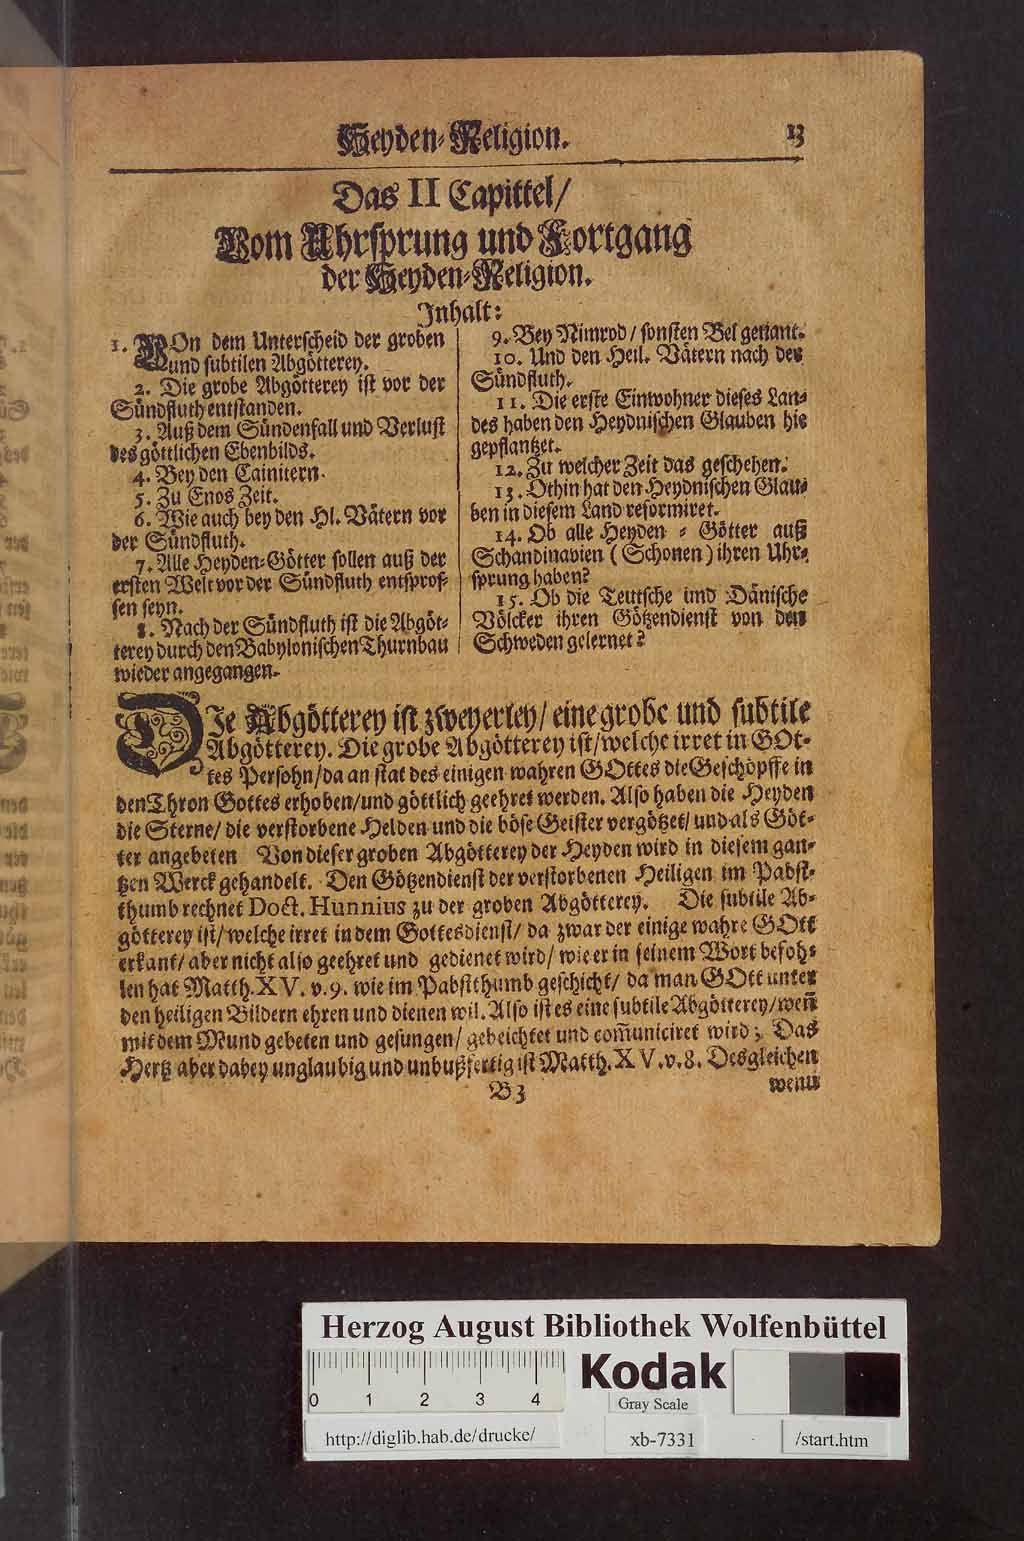 Heyden-Religion. 13
Das II Capittel/
Vom Uhrsprung und Fortgang
der Heyden-Religion.
Inhalt:
1. VOn dem Unterscheid der groben
und subtilen Abgötterey.
2. Die grobe Abgötterey ist vor der
Sündfluth entstanden.
3. Auß dem Sündenfall und Verlust
des göttlichen Ebenbilds.
4. Bey den Cainitern.
5. Zu Enos Zeit.
6. Wie auch bey den Hl. Vätern vor
der Sündfluth.
7. Alle Heyden-Götter sollen auß der
ersten Welt vor der Sündfluth entspros-
sen seyn.
8. Nach der Sündfluth ist die Abgöt-
terey durch den Babylonischen Thurnbau
wieder angegangen.
9. Bey Nimrod/ sonsten Bel genant.
10. Und den Heil. Vätern nach der
Sündfluth.
11. Die erste Einwohner dieses Lan-
des haben den Heydnischen Glauben hie
gepflantzet.
12. Zu welcher Zeit das geschehen.
13. Othin hat den Heydnischen Glau-
ben in diesem Land reformiret.
14. Ob alle Heyden-Götter auß
Schandinavien (Schonen) ihren Uhr-
sprung haben?
15. Ob die Teutsche und Dänische
Völcker ihren Götzendienst von den
Schweden gelernet?
DIe Abgötterey ist zweyerley/ eine grobe und subtile
Abgötterey. Die grobe Abgötterey ist/ welche irret in GOt-
tes Persohn/ da an stat des einigen wahren GOttes die Geschöpffe in
den Thron Gottes erhoben/ und göttlich geehret werden. Also haben die Heyden
die Sterne/ die verstorbene Helden und die böse Geister vergötzet/ und als Göt-
ter angebeten Von dieser groben Abgötterey der Heyden wird in diesem gan-
tzen Werck gehandelt. Den Götzendienst der verstorbenen Heiligen im Pabst-
thumb rechnet Doct. Hunnius zu der groben Abgötterey. Die subtile Ab-
götterey ist/ welche irret in dem Gottesdienst/ da zwar der einige wahre GOtt
erkant/ aber nicht also geehret und gedienet wird/ wie er in seinem Wort befoh-
len hat Matth. XV. v. 9. wie im Pabstthumb geschicht/ da man GOtt unter
den heiligen Bildern ehren und dienen wil. Also ist es eine subtile Abgötterey/ weñ
mit dem Mund gebeten und gesungen/ gebeichtet und com̃uniciret wird; Das
Hertz aber dabey unglaubig und unbußfertig ist Matth. XV. v. 8. Desgleichen
B 3 wenn
Herzog August Bibliothek Wolfenbüttel
0 1 2 3 4
Kodak
Gray Scale
http://diglib.hab.de/drucke/ xb-7331 /start.htm